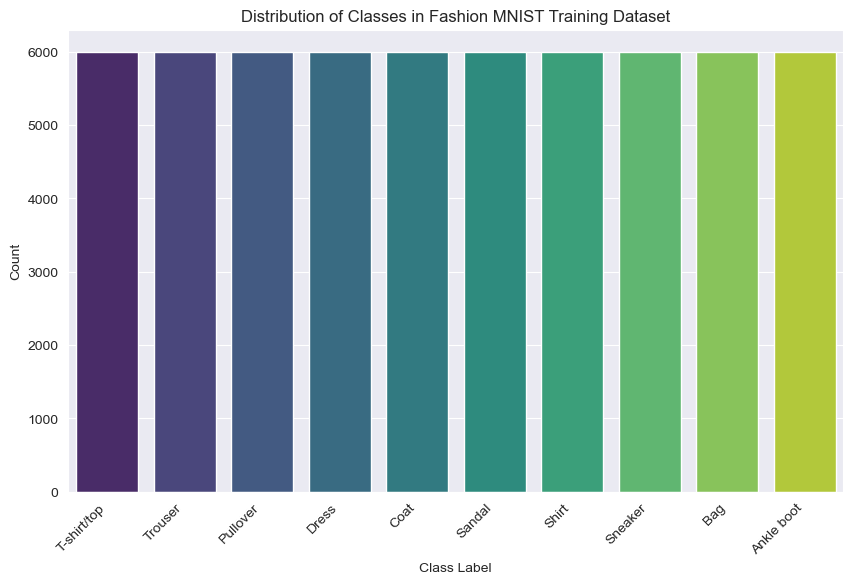 Distribution of Classes in Fashion MNIST Training Dataset
6000
5000
4000
3000
2000
1000
0
Count
T-shirt/top
Trouser
Pullover
Dress
Coat
Sandal
Shirt
Sneaker
Bag
Ankle boot
Class Label